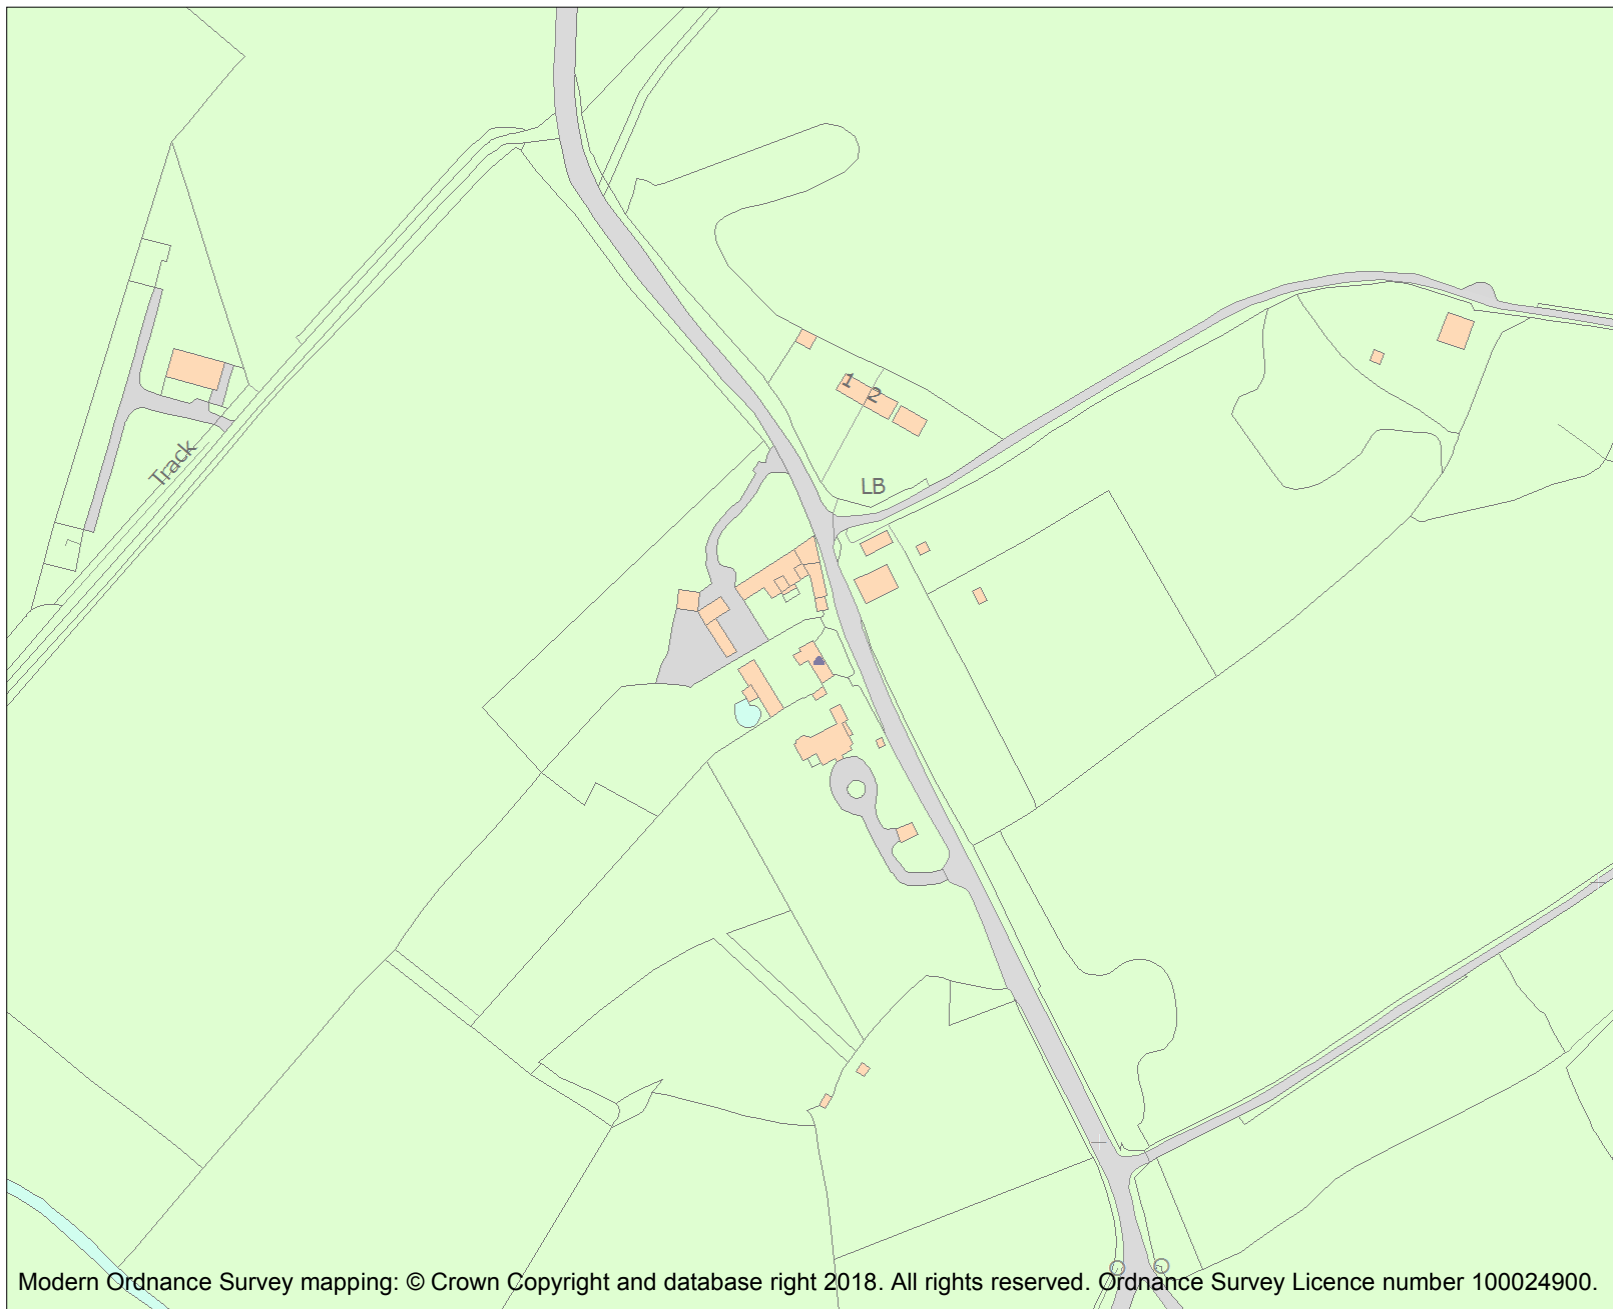 1
2
Track
LB
Modern Ordnance Survey mapping: © Crown Copyright and database right 2018. All rights reserved. Ordnance Survey Licence number 100024900.